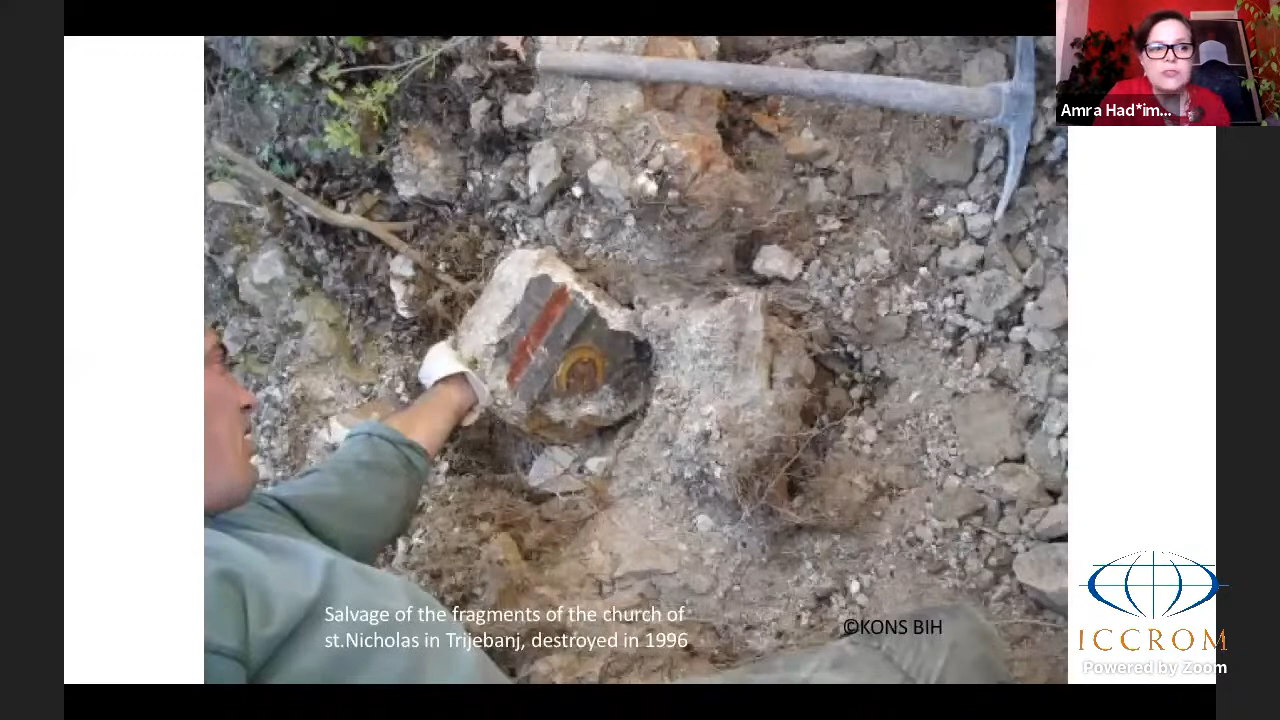 Amra Had*im...
Salvage of the fragments of the church of
st.Nicholas in Trijebanj, destroyed in 1996
©KONS BIH
ICCROM
Powered by Zoom